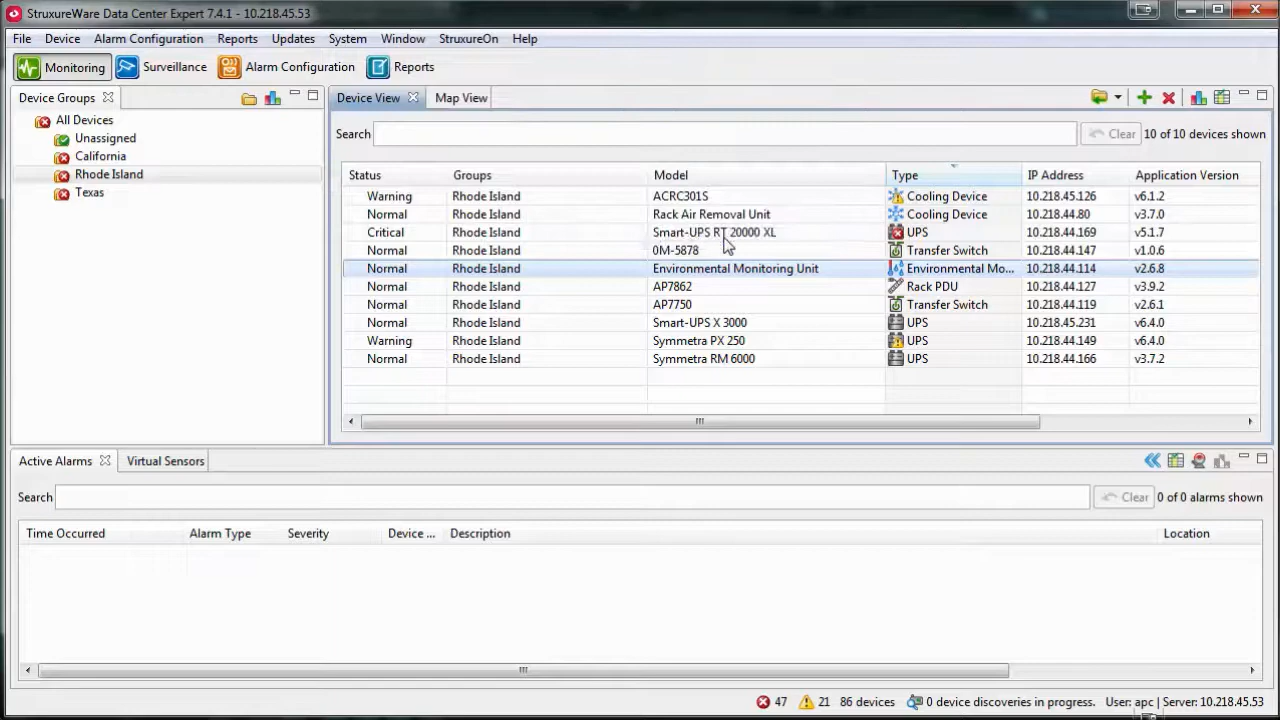 StruxureWare Data Center Expert 7.4.1 - 10.218.45.53
File Device Alarm Configuration Reports Updates System Window StruxureOn Help
Monitoring Surveillance Alarm Configuration Reports
Device Groups
All Devices
Unassigned
California
Rhode Island
Texas
Device View Map View
Search Clear 10 of 10 devices shown
Status Groups Model Type IP Address Application Version
Warning Rhode Island ACRC301S Cooling Device 10.218.45.126 v6.1.2
Normal Rhode Island Rack Air Removal Unit Cooling Device 10.218.44.80 v3.7.0
Critical Rhode Island Smart-UPS RT 20000 XL UPS 10.218.44.169 v5.1.7
Normal Rhode Island 0M-5878 Transfer Switch 10.218.44.147 v1.0.6
Normal Rhode Island Environmental Monitoring Unit Environmental Mo... 10.218.44.114 v2.6.8
Normal Rhode Island AP7862 Rack PDU 10.218.44.127 v3.9.2
Normal Rhode Island AP7750 Transfer Switch 10.218.44.119 v2.6.1
Normal Rhode Island Smart-UPS X 3000 UPS 10.218.45.231 v6.4.0
Warning Rhode Island Symmetra PX 250 UPS 10.218.44.149 v6.4.0
Normal Rhode Island Symmetra RM 6000 UPS 10.218.44.166 v3.7.2
Active Alarms Virtual Sensors
Search Clear 0 of 0 alarms shown
Time Occurred Alarm Type Severity Device ... Description Location
47 21 86 devices 0 device discoveries in progress. User: apc | Server: 10.218.45.53